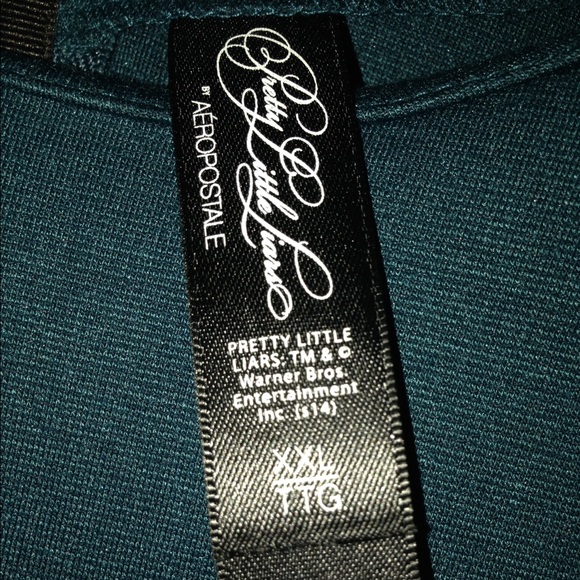 Pretty Little Liars
BY AÉROPOSTALE
PRETTY LITTLE
LIARS, TM & ©
Warner Bros.
Entertainment
Inc. (s14)
XXL
TTG